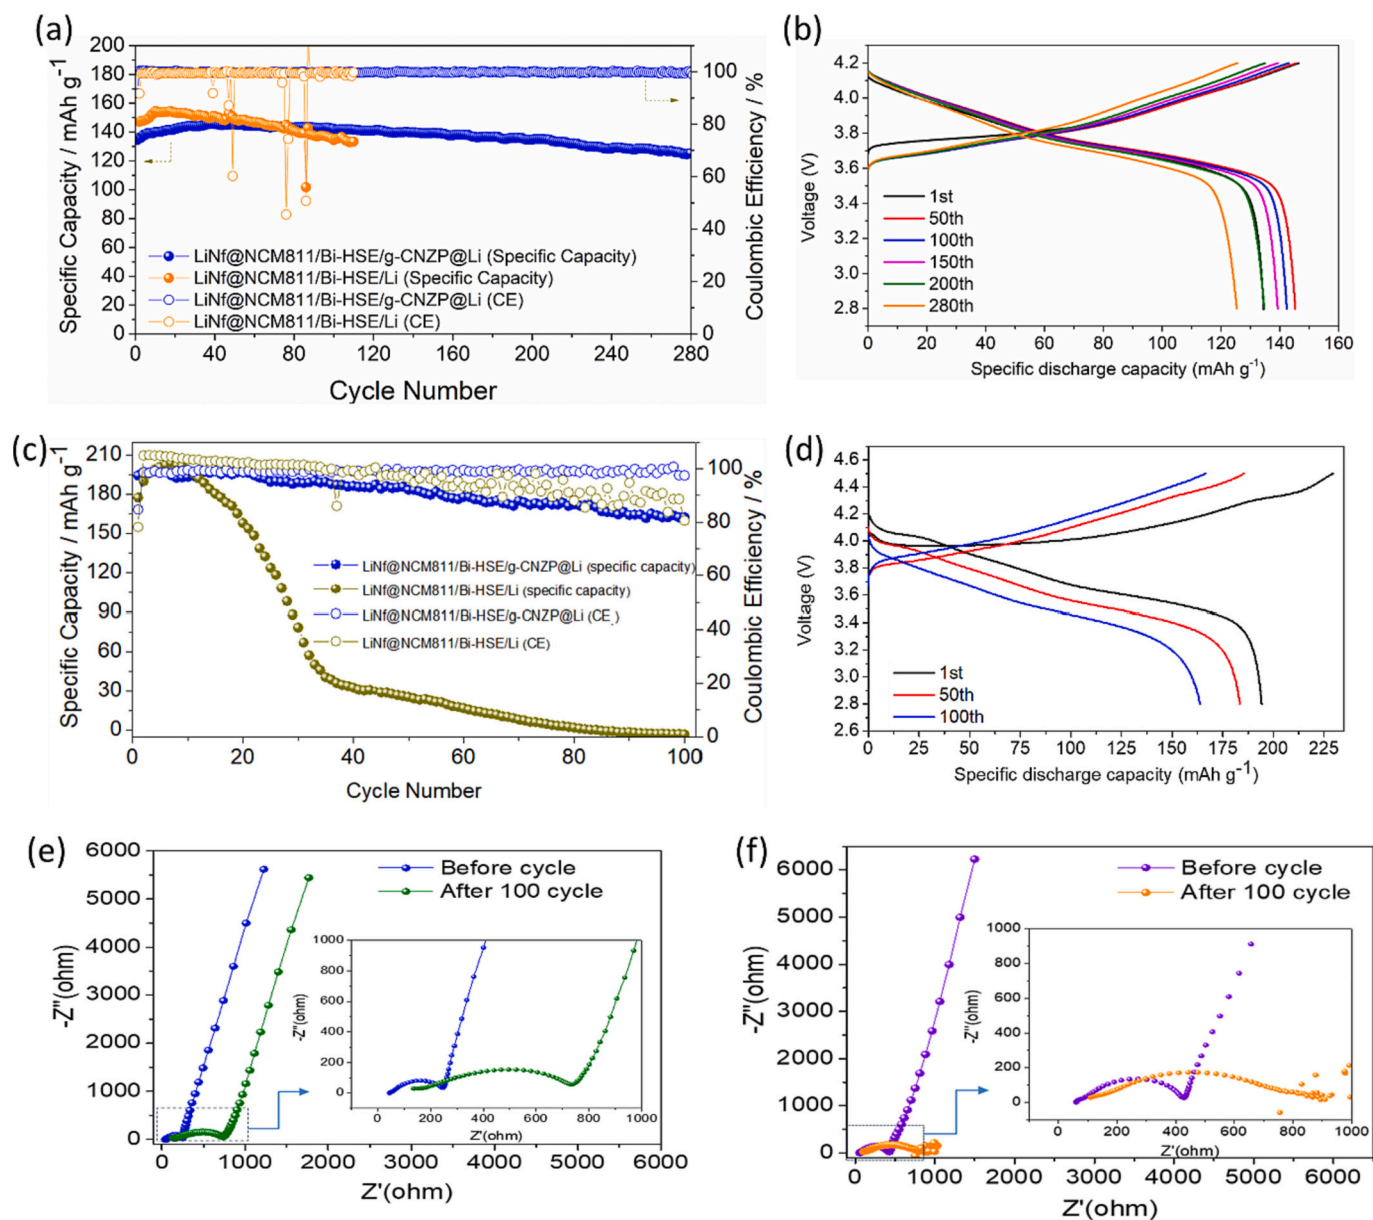 (a)
Specific Capacity / mAh g⁻¹
200
180
160
140
120
100
80
60
40
20
0
LiNf@NCM811/Bi-HSE/g-CNZP@Li (Specific Capacity)
LiNf@NCM811/Bi-HSE/Li (Specific Capacity)
LiNf@NCM811/Bi-HSE/g-CNZP@Li (CE)
LiNf@NCM811/Bi-HSE/Li (CE)
100
80
60
40
20
0
Coulombic Efficiency / %
0 40 80 120 160 200 240 280
Cycle Number
(b)
Voltage (V)
4.2
3.9
3.6
3.3
3.0
2.7
1st
50th
100th
150th
200th
280th
0 20 40 60 80 100 120 140 160
Specific discharge capacity (mAh g⁻¹)
(c)
Specific Capacity / mAh g⁻¹
210
180
150
120
90
60
30
0
LiNf@NCM811/Bi-HSE/g-CNZP@Li (specific capacity)
LiNf@NCM811/Bi-HSE/Li (specific capacity)
LiNf@NCM811/Bi-HSE/g-CNZP@Li (CE)
LiNf@NCM811/Bi-HSE/Li (CE)
100
80
60
40
20
0
Coulombic Efficiency / %
0 20 40 60 80 100
Cycle Number
(d)
Voltage (V)
4.6
4.4
4.2
4.0
3.8
3.6
3.4
3.2
3.0
2.8
2.6
1st
50th
100th
0 25 50 75 100 125 150 175 200 225
Specific discharge capacity (mAh g⁻¹)
(e)
-Z"(ohm)
6000
5000
4000
3000
2000
1000
0
Before cycle
After 100 cycle
-Z"(ohm)
1000
800
600
400
200
0
0 200 400 600 800 1000
Z'(ohm)
0 1000 2000 3000 4000 5000 6000
Z'(ohm)
(f)
-Z"(ohm)
6000
5000
4000
3000
2000
1000
0
Before cycle
After 100 cycle
-Z"(ohm)
1000
800
600
400
200
0
0 200 400 600 800 1000
Z'(ohm)
0 1000 2000 3000 4000 5000 6000
Z'(ohm)